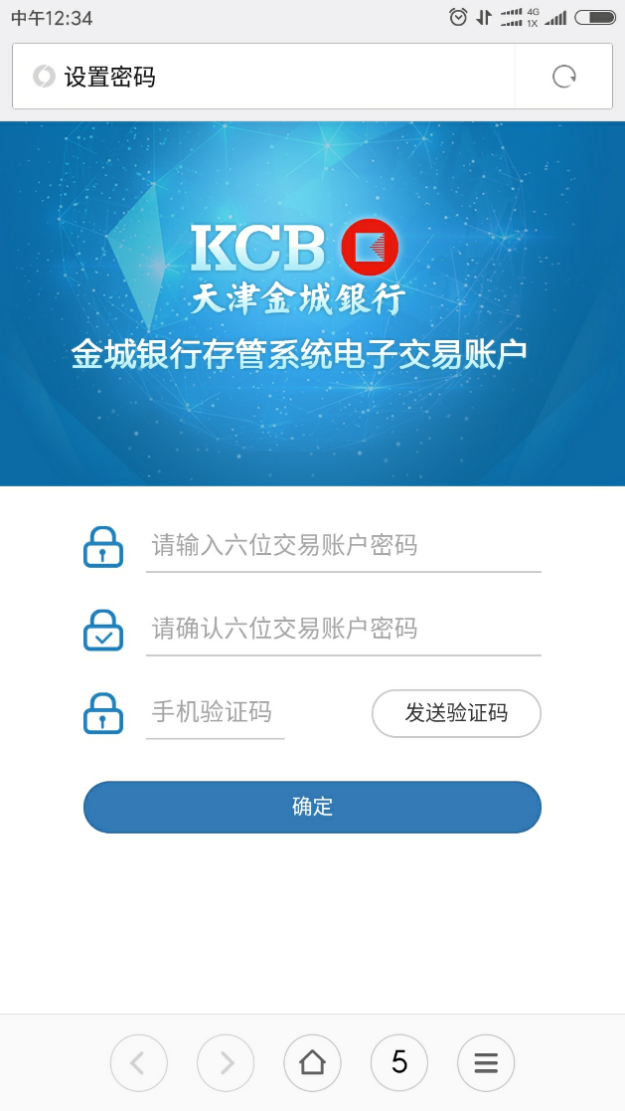 中午12:34
4G
1X
设置密码
KCB
天津金城银行
金城银行存管系统电子交易账户
请输入六位交易账户密码
请确认六位交易账户密码
手机验证码
发送验证码
确定
5